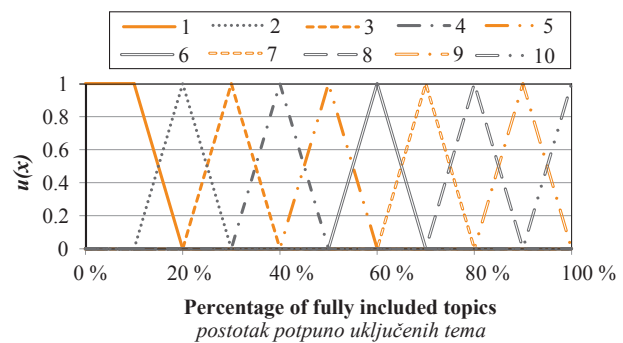 1 2 3 4 5
6 7 8 9 10
1
0.8
0.6
0.4
0.2
0
u(x)
0 % 20 % 40 % 60 % 80 % 100 %
Percentage of fully included topics
postotak potpuno uključenih tema